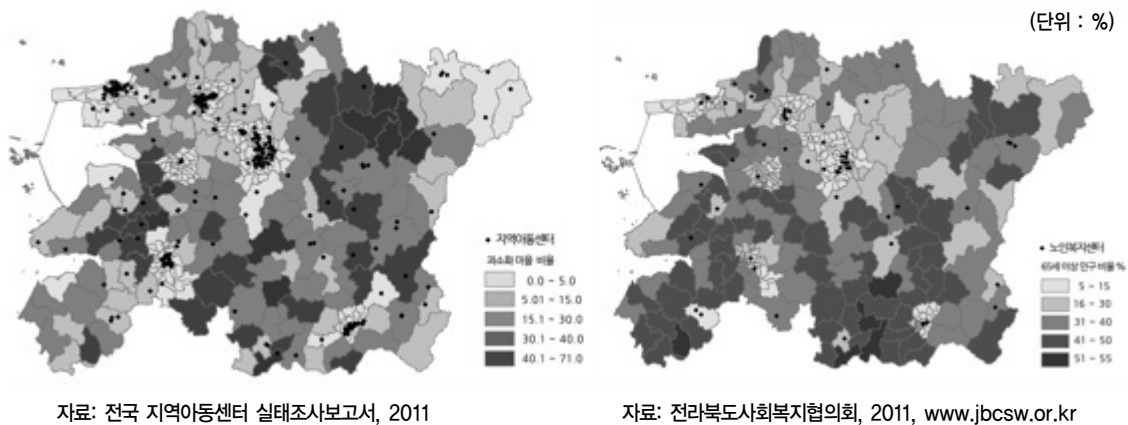 (단위 : %)
지역아동센터
과소화 마을 비율
0.0 ~ 5.0
5.01 ~ 15.0
15.1 ~ 30.0
30.1 ~ 40.0
40.1 ~ 71.0
노인복지센터
65세 이상 인구 비율 %
5 ~ 15
16 ~ 30
31 ~ 40
41 ~ 50
51 ~ 55
자료: 전국 지역아동센터 실태조사보고서, 2011
자료: 전라북도사회복지협의회, 2011, www.jbcsw.or.kr